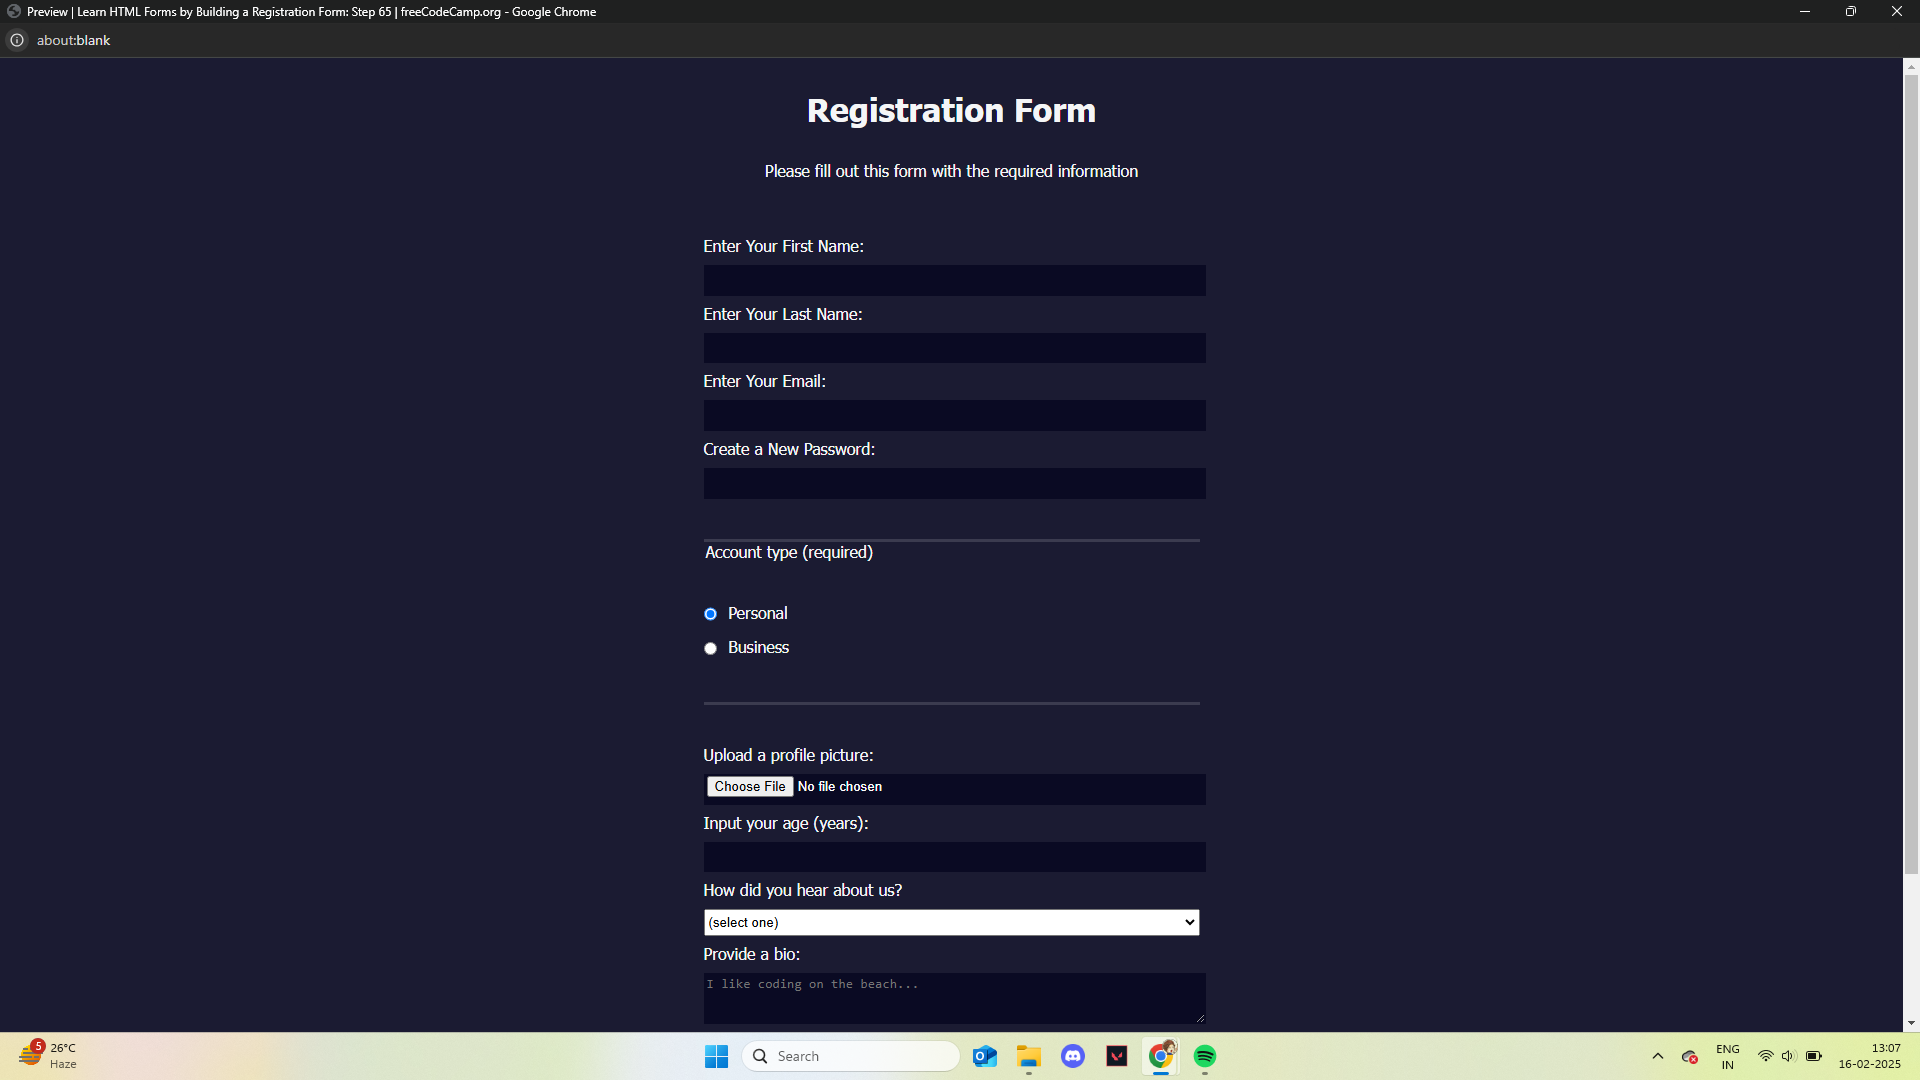 Preview | Learn HTML Forms by Building a Registration Form: Step 65 | freeCodeCamp.org - Google Chrome
about:blank
Registration Form
Please fill out this form with the required information
Enter Your First Name:
Enter Your Last Name:
Enter Your Email:
Create a New Password:
Account type (required)
Personal
Business
Upload a profile picture:
Choose File No file chosen
Input your age (years):
How did you hear about us?
(select one)
Provide a bio:
I like coding on the beach...
5
26°C
Haze
Search
ENG
IN
13:07
16-02-2025